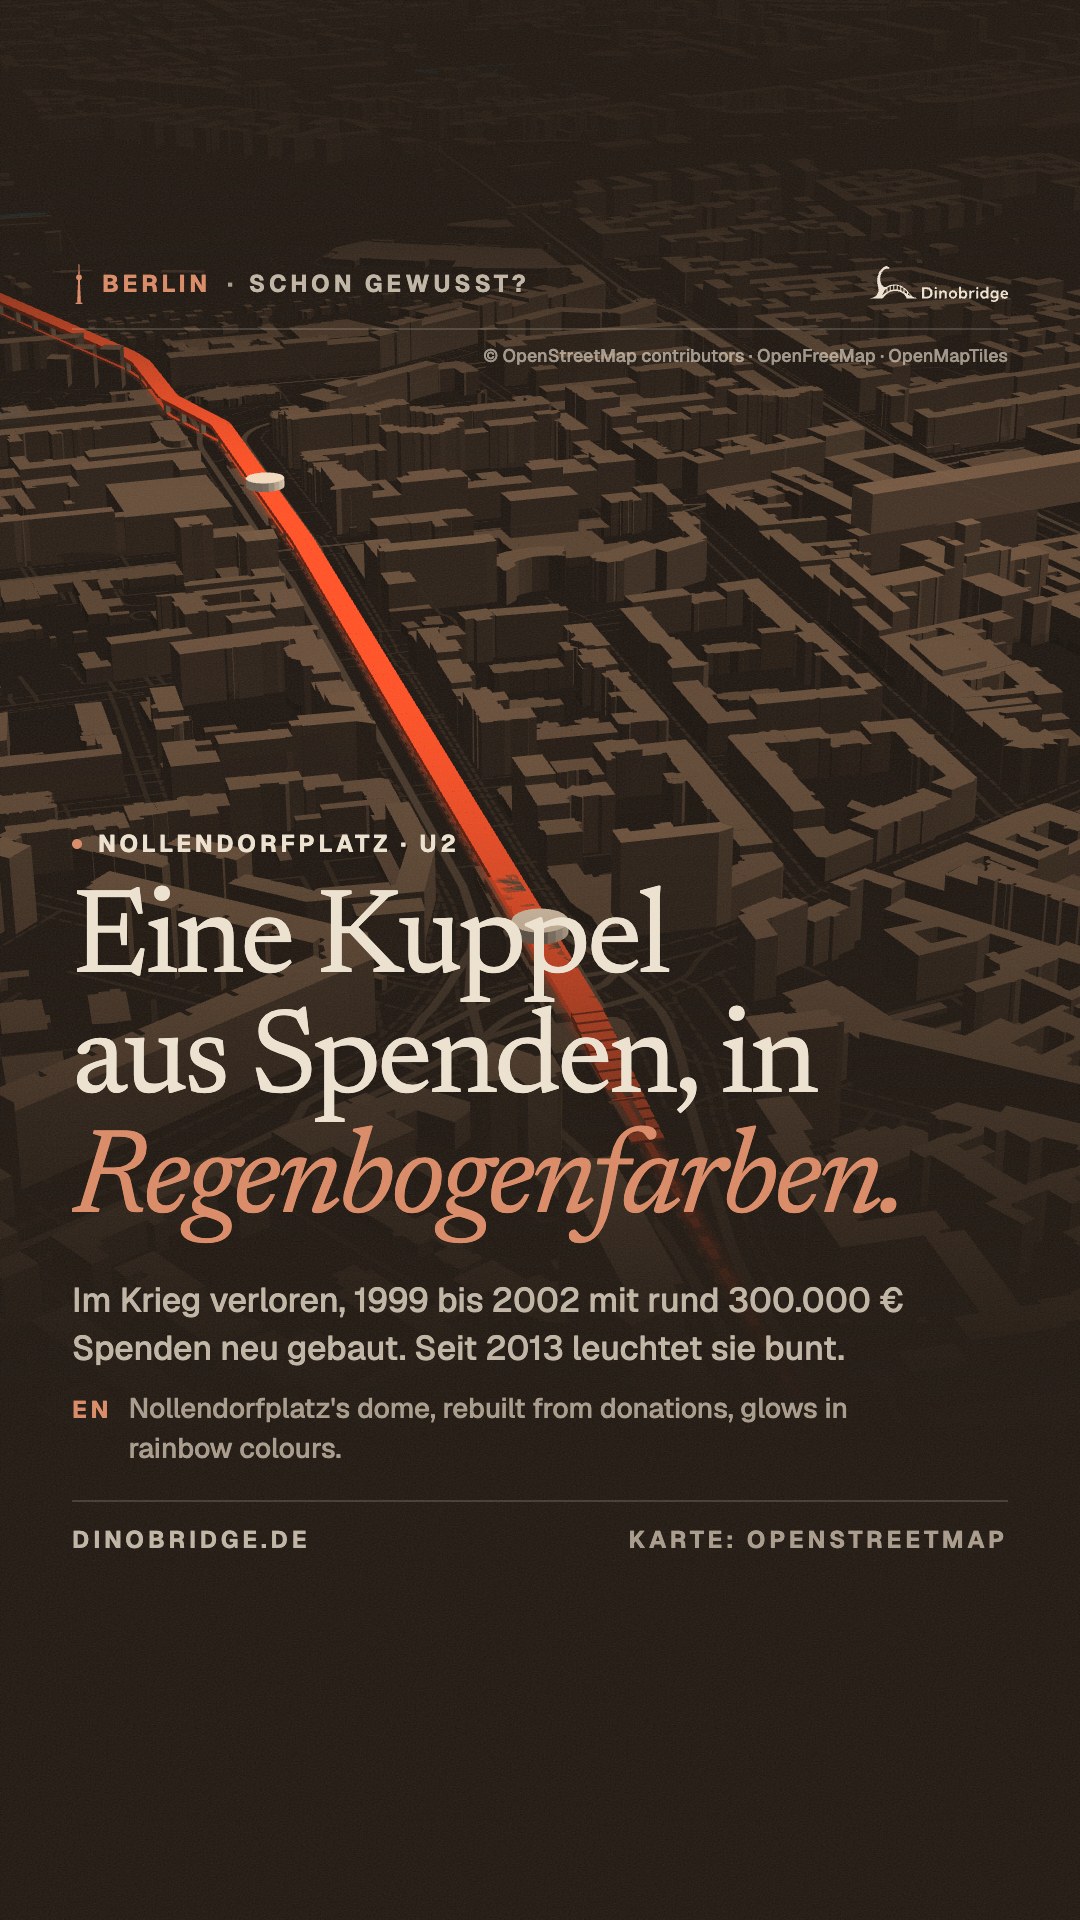 BERLIN · SCHON GEWUSST?
Dinobridge
© OpenStreetMap contributors · OpenFreeMap · OpenMapTiles
NOLLENDORFPLATZ · U2
Eine Kuppel
aus Spenden, in
Regenbogenfarben.
Im Krieg verloren, 1999 bis 2002 mit rund 300.000 €
Spenden neu gebaut. Seit 2013 leuchtet sie bunt.
EN Nollendorfplatz's dome, rebuilt from donations, glows in
rainbow colours.
DINOBRIDGE.DE
KARTE: OPENSTREETMAP